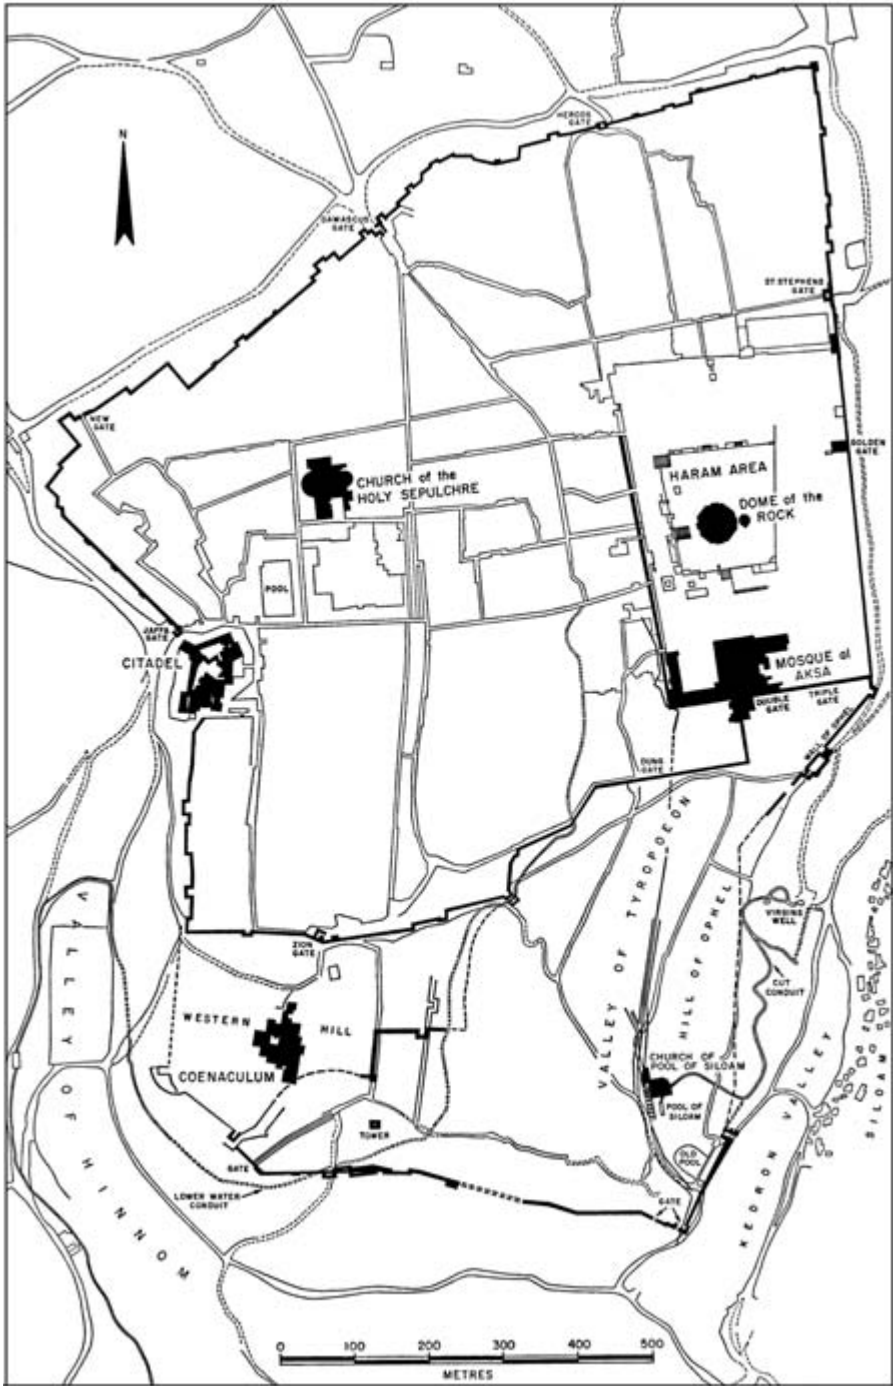 N
HERODS
GATE
DAMASCUS
GATE
ST. STEPHENS
GATE
NEW
GATE
GOLDEN
GATE
CHURCH of the
HOLY SEPULCHRE
HARAM AREA
DOME of the
ROCK
POOL
JAFFA
GATE
CITADEL
MOSQUE al
AKSA
DOUBLE
GATE
TRIPLE
GATE
WALL OF OPHEL
DUNG
GATE
VALLEY OF TYROPOEON
HILL OF OPHEL
VIRGINS
WELL
CUT
CONDUIT
ZION
GATE
VALLEY OF HINNOM
WESTERN HILL
COENACULUM
CHURCH OF
POOL OF SILOAM
POOL OF
SILOAM
SILOAM
KEDRON VALLEY
TOWER
OLD
POOL
GATE
LOWER WATER
CONDUIT
GATE
0 100 200 300 400 500
METRES